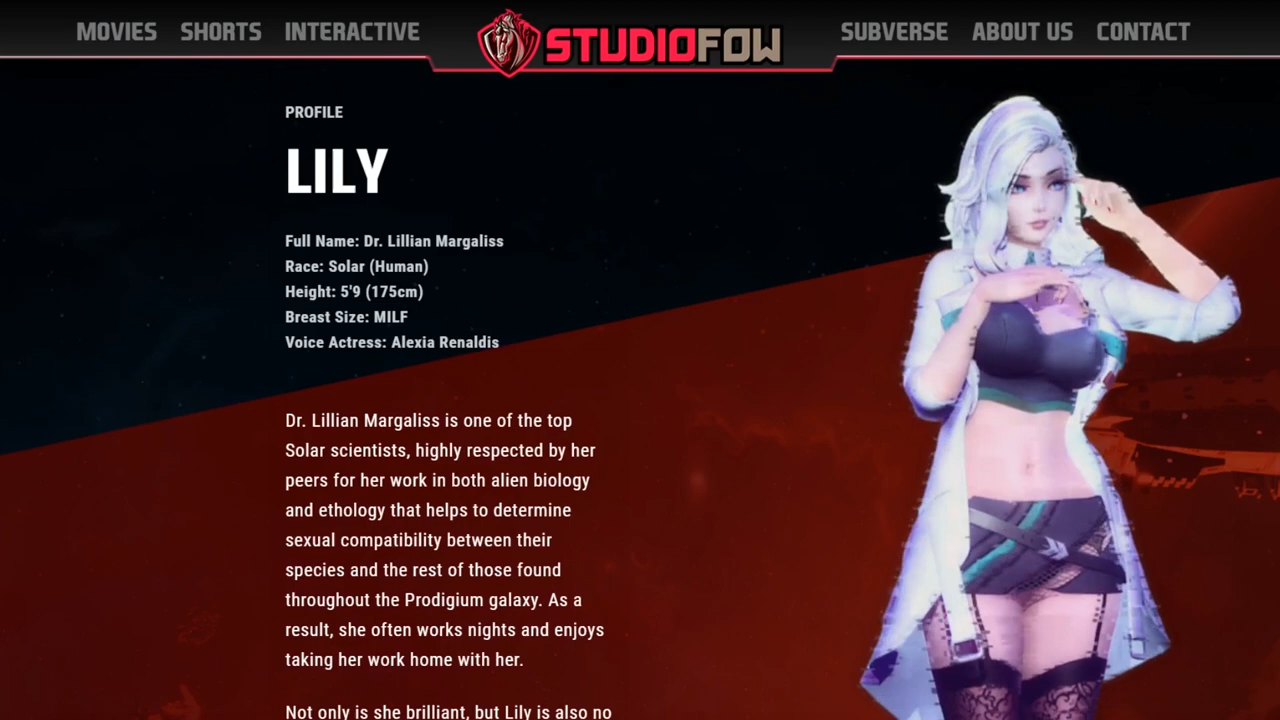 MOVIES SHORTS INTERACTIVE STUDIOFOW SUBVERSE ABOUT US CONTACT
PROFILE
LILY
Full Name: Dr. Lillian Margaliss
Race: Solar (Human)
Height: 5'9 (175cm)
Breast Size: MILF
Voice Actress: Alexia Renaldis
Dr. Lillian Margaliss is one of the top
Solar scientists, highly respected by her
peers for her work in both alien biology
and ethology that helps to determine
sexual compatibility between their
species and the rest of those found
throughout the Prodigium galaxy. As a
result, she often works nights and enjoys
taking her work home with her.
Not only is she brilliant, but Lily is also no